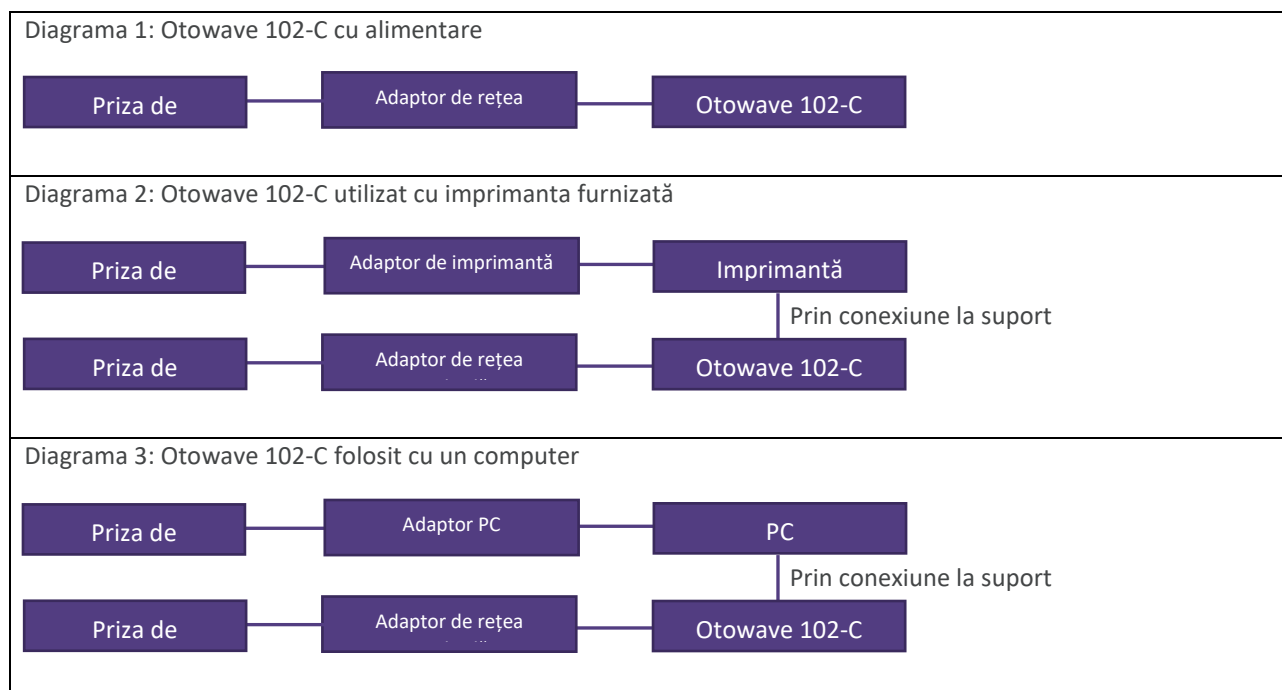 Diagrama 1: Otowave 102-C cu alimentare
Priza de
Adaptor de rețea
Otowave 102-C
Diagrama 2: Otowave 102-C utilizat cu imprimanta furnizată
Priza de
Adaptor de imprimantă
Imprimantă
Prin conexiune la suport
Priza de
Adaptor de rețea
Otowave 102-C
Diagrama 3: Otowave 102-C folosit cu un computer
Priza de
Adaptor PC
PC
Prin conexiune la suport
Priza de
Adaptor de rețea
Otowave 102-C